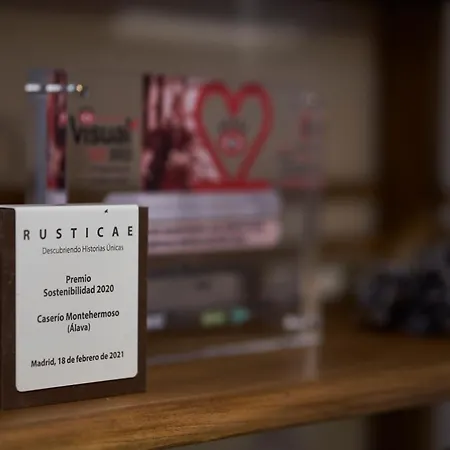 RUSTICAE
Descubriendo Historias Únicas
Premio
Sostenibilidad 2020
Caserío Montehermoso
(Álava)
Madrid, 18 de febrero de 2021
Visual